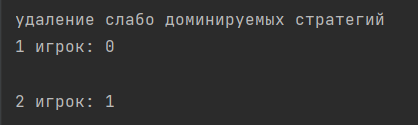 удаление слабо доминируемых стратегий
1 игрок: 0
2 игрок: 1